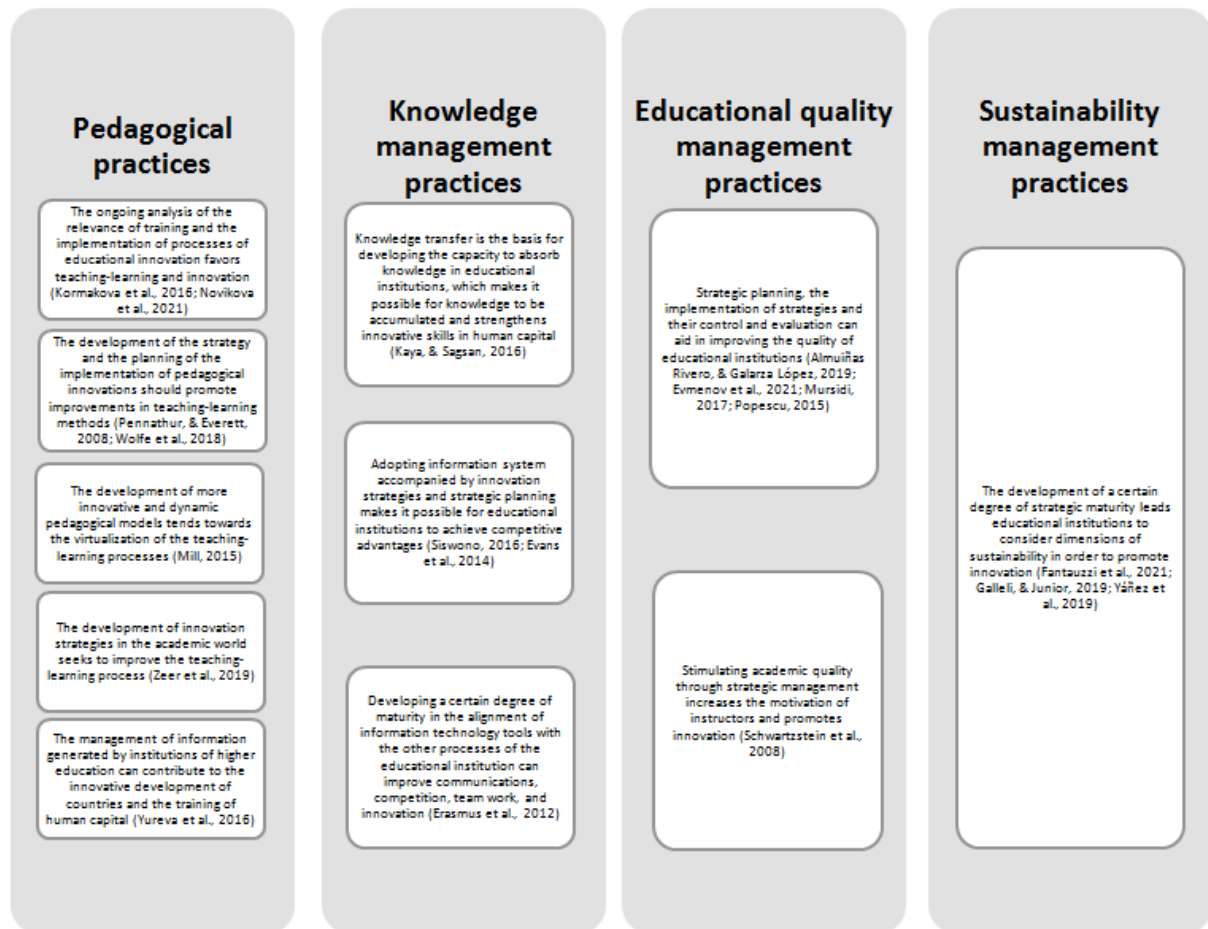 Pedagogical
practices
The ongoing analysis of the
relevance of training and the
implementation of processes of
educational innovation favors
teaching-learning and innovation
(Kormakova et al., 2016; Novikova
et al., 2021)
The development of the strategy
and the planning of the
implementation of pedagogical
innovations should promote
improvements in teaching-learning
methods (Pennathur, & Everett,
2008; Wolfe et al., 2018)
The development of more
innovative and dynamic
pedagogical models tends towards
the virtualization of the teaching-
learning processes (Mill, 2015)
The development of innovation
strategies in the academic world
seeks to improve the teaching-
learning process (Zeer et al., 2019)
The management of information
generated by institutions of higher
education can contribute to the
innovative development of
countries and the training of
human capital (Yureva et al., 2016)
Knowledge
management
practices
Knowledge transfer is the basis for
developing the capacity to absorb
knowledge in educational
institutions, which makes it
possible for knowledge to be
accumulated and strengthens
innovative skills in human capital
(Kaya, & Sagsan, 2016)
Adopting information system
accompanied by innovation
strategies and strategic planning
makes it possible for educational
institutions to achieve competitive
advantages (Siswono, 2016; Evans
et al., 2014)
Developing a certain degree of
maturity in the alignment of
information technology tools with
the other processes of the
educational institution can
improve communications,
competition, team work, and
innovation (Erasmus et al., 2012)
Educational quality
management
practices
Strategic planning, the
implementation of strategies and
their control and evaluation can
aid in improving the quality of
educational institutions (Almuiñas
Rivero, & Galarza López, 2019;
Evmenov et al., 2021; Mursidi,
2017; Popescu, 2015)
Stimulating academic quality
through strategic management
increases the motivation of
instructors and promotes
innovation (Schwartzstein et al.,
2008)
Sustainability
management
practices
The development of a certain
degree of strategic maturity leads
educational institutions to
consider dimensions of
sustainability in order to promote
innovation (Fantauzzi et al., 2021;
Galleli, & Junior, 2019; Yáñez et
al., 2019)